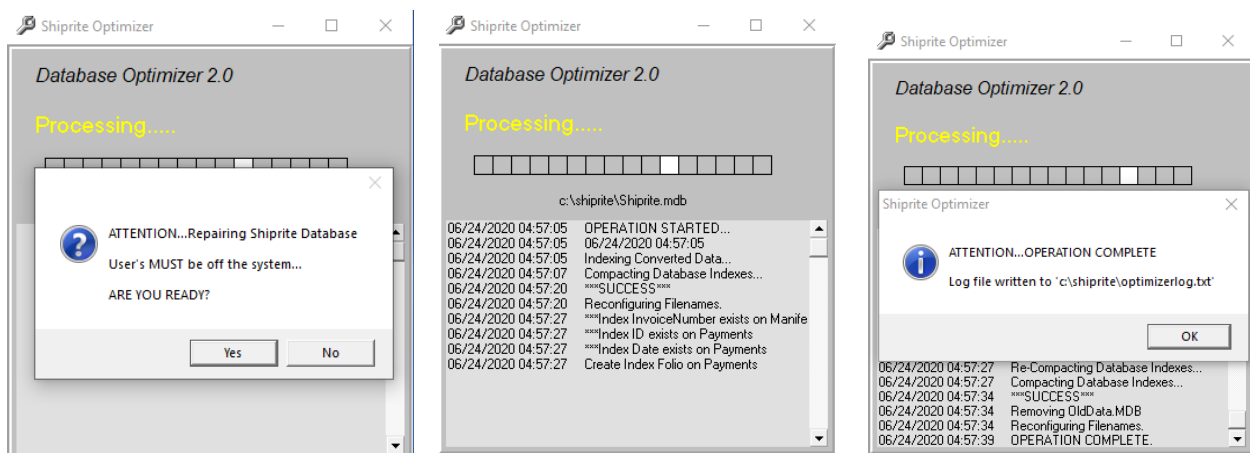 Shiprite Optimizer
Database Optimizer 2.0
Processing.....
ATTENTION...Repairing Shiprite Database
User's MUST be off the system...
ARE YOU READY?
Yes
No
Shiprite Optimizer
Database Optimizer 2.0
Processing.....
c:\shiprite\Shiprite.mdb
06/24/2020 04:57:05 OPERATION STARTED...
06/24/2020 04:57:05 06/24/2020 04:57:05
06/24/2020 04:57:05 Indexing Converted Data...
06/24/2020 04:57:07 Compacting Database Indexes...
06/24/2020 04:57:20 ***SUCCESS***
06/24/2020 04:57:20 Reconfiguring Filenames.
06/24/2020 04:57:27 ***Index InvoiceNumber exists on Manife
06/24/2020 04:57:27 ***Index ID exists on Payments
06/24/2020 04:57:27 ***Index Date exists on Payments
06/24/2020 04:57:27 Create Index Folio on Payments
Shiprite Optimizer
Database Optimizer 2.0
Processing.....
Shiprite Optimizer
ATTENTION...OPERATION COMPLETE
Log file written to 'c:\shiprite\optimizerlog.txt'
OK
06/24/2020 04:57:27 Re-Compacting Database Indexes...
06/24/2020 04:57:27 Compacting Database Indexes...
06/24/2020 04:57:34 ***SUCCESS***
06/24/2020 04:57:34 Removing OldData.MDB
06/24/2020 04:57:34 Reconfiguring Filenames.
06/24/2020 04:57:39 OPERATION COMPLETE.